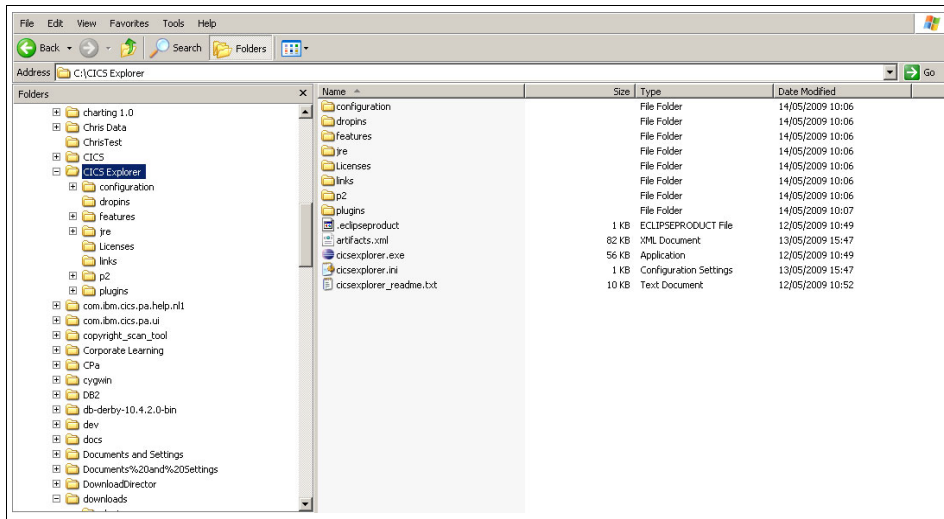 File Edit View Favorites Tools Help
Back Search Folders
Address C:\CICS Explorer Go
Folders x
charting 1.0
Chris Data
ChrisTest
CICS
CICS Explorer
configuration
dropins
features
jre
Licenses
links
p2
plugins
com.ibm.cics.pa.help.nl1
com.ibm.cics.pa.ui
copyright_scan_tool
Corporate Learning
CPa
cygwin
DB2
db-derby-10.4.2.0-bin
dev
docs
Documents and Settings
Documents%20and%20Settings
DownloadDirector
downloads
Name Size Type Date Modified
configuration File Folder 14/05/2009 10:06
dropins File Folder 14/05/2009 10:06
features File Folder 14/05/2009 10:06
jre File Folder 14/05/2009 10:06
Licenses File Folder 14/05/2009 10:06
links File Folder 14/05/2009 10:06
p2 File Folder 14/05/2009 10:06
plugins File Folder 14/05/2009 10:07
.eclipseproduct 1 KB ECLIPSEPRODUCT File 12/05/2009 10:49
artifacts.xml 82 KB XML Document 13/05/2009 15:47
cicsexplorer.exe 56 KB Application 12/05/2009 10:49
cicsexplorer.ini 1 KB Configuration Settings 13/05/2009 15:47
cicsexplorer_readme.txt 10 KB Text Document 12/05/2009 10:52